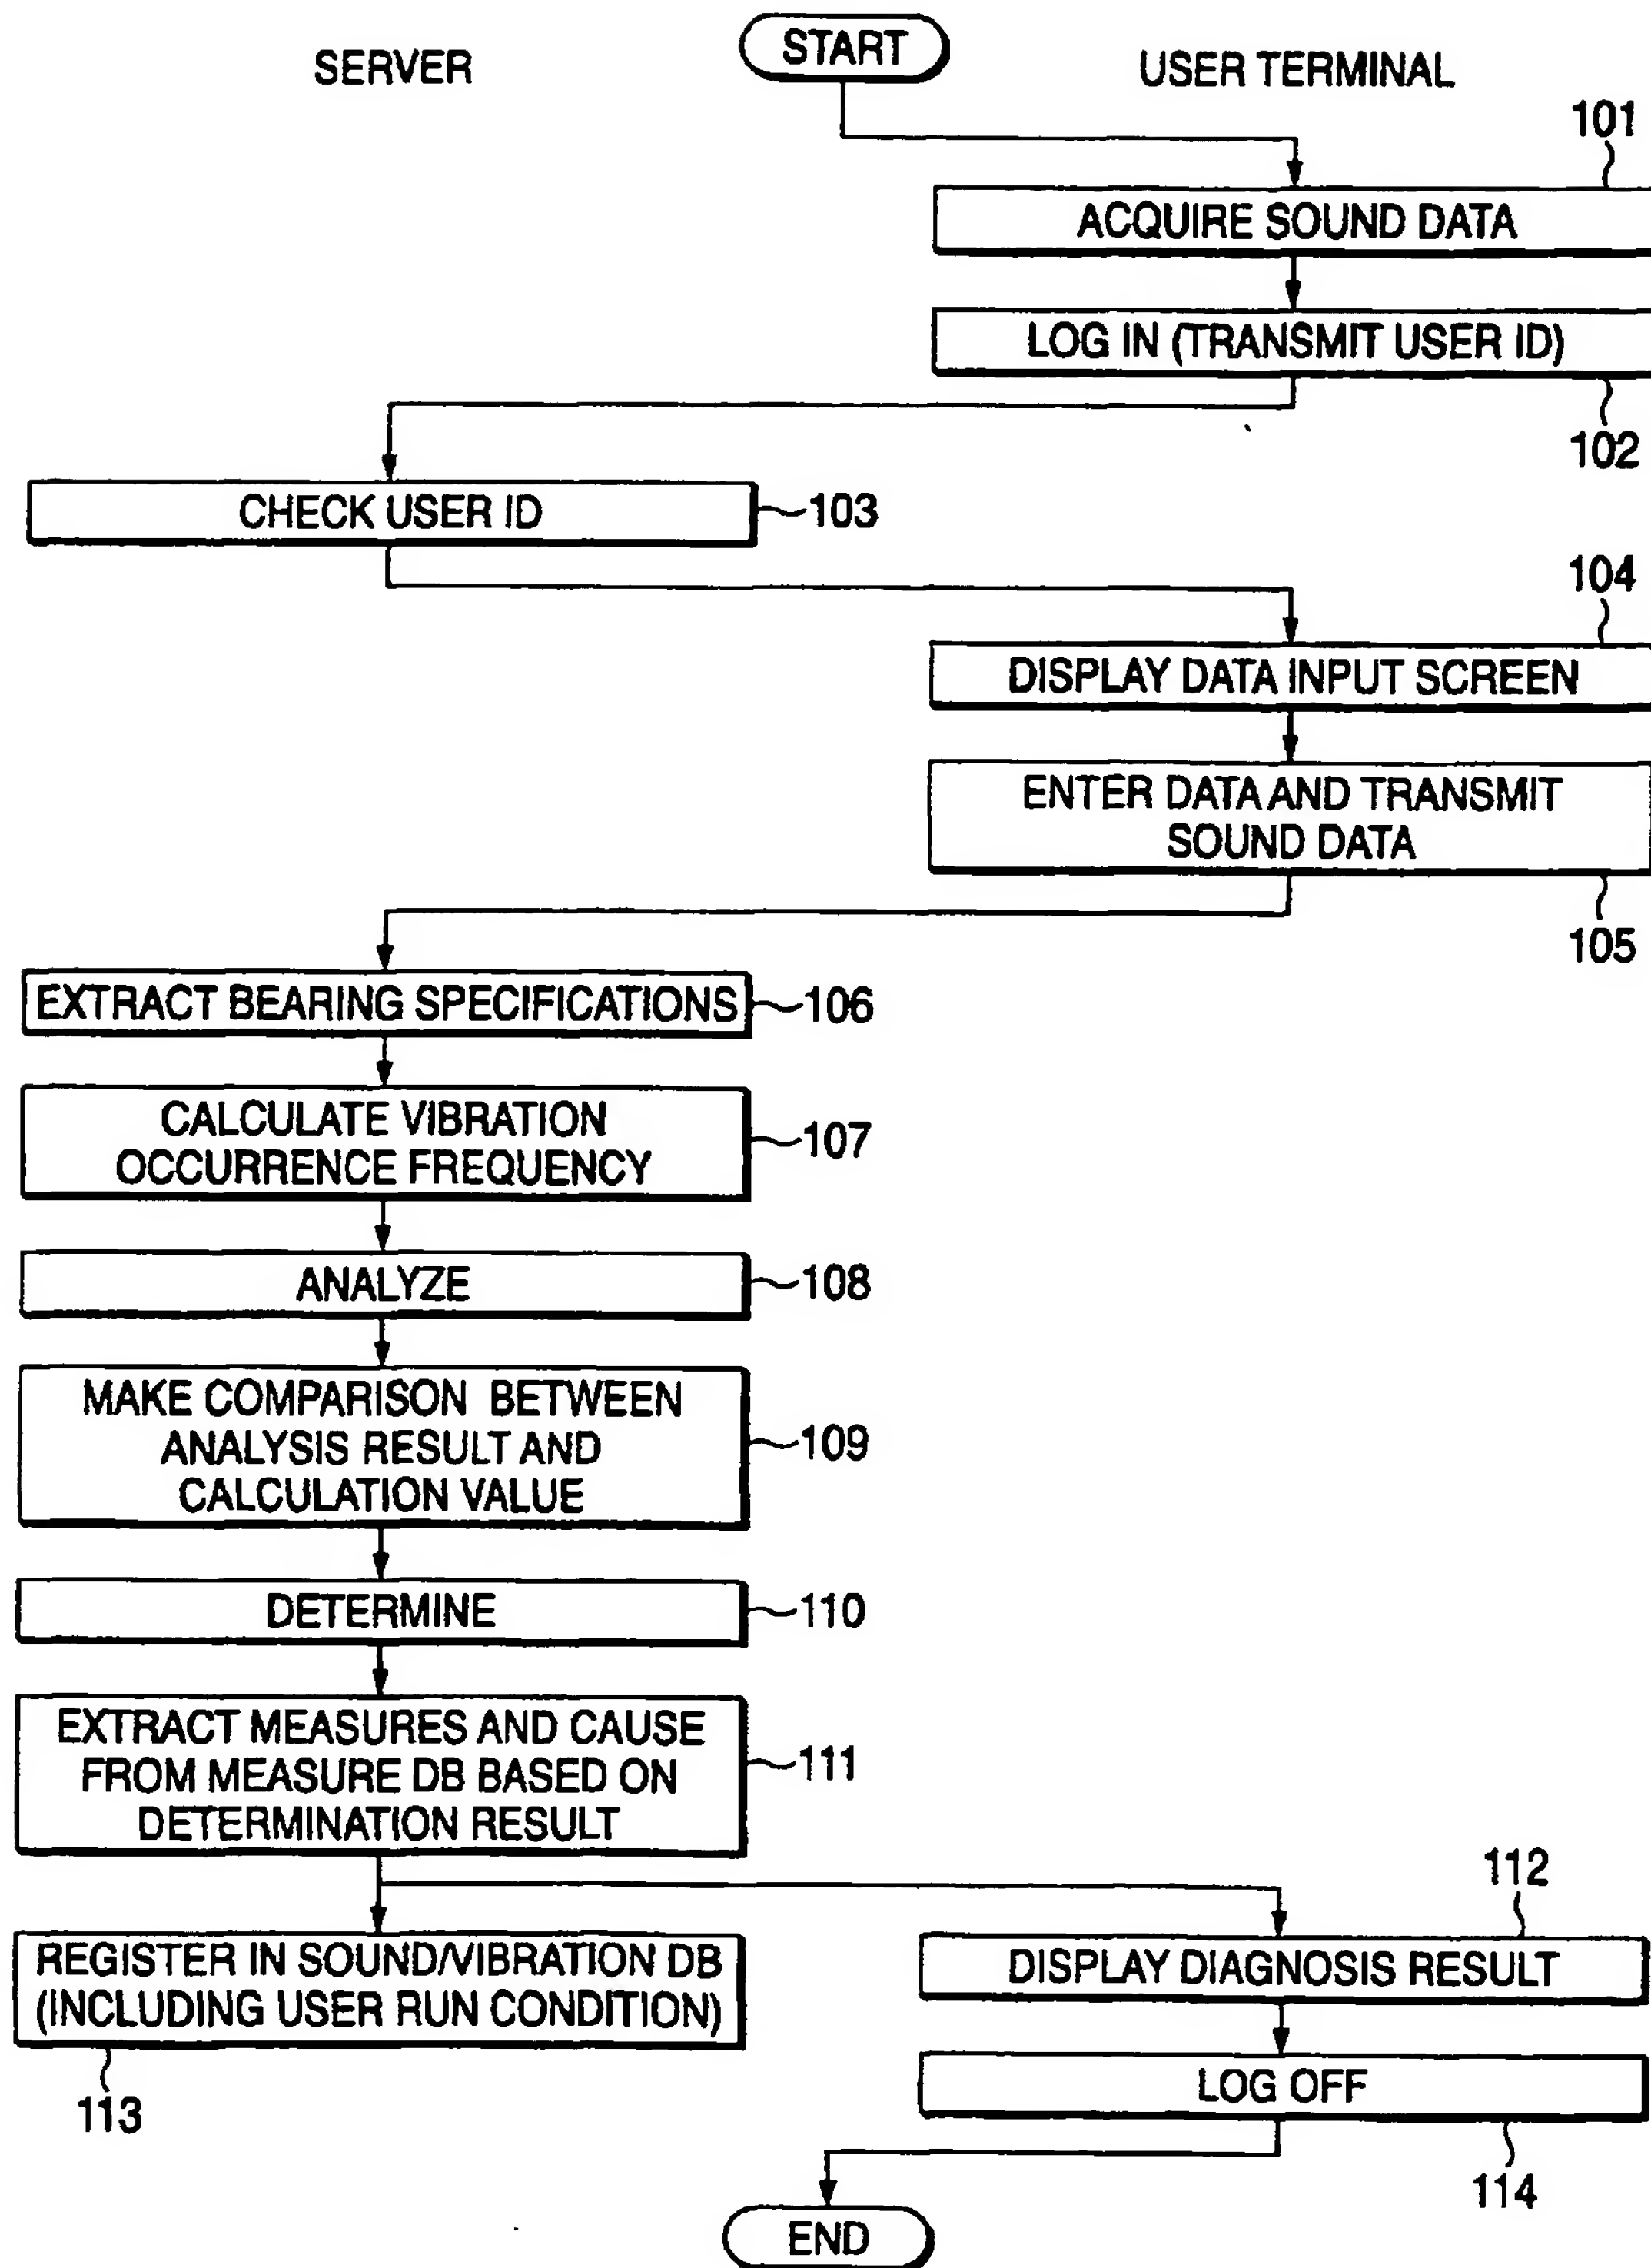 START
SERVER
USER TERMINAL
101
ACQUIRE SOUND DATA
LOG IN (TRANSMIT USER ID)
102
CHECK USER ID
103
104
DISPLAY DATA INPUT SCREEN
ENTER DATA AND TRANSMIT
SOUND DATA
105
EXTRACT BEARING SPECIFICATIONS
106
CALCULATE VIBRATION
OCCURRENCE FREQUENCY
107
ANALYZE
108
MAKE COMPARISON BETWEEN
ANALYSIS RESULT AND
CALCULATION VALUE
109
DETERMINE
110
EXTRACT MEASURES AND CAUSE
FROM MEASURE DB BASED ON
DETERMINATION RESULT
111
112
REGISTER IN SOUND/VIBRATION DB
(INCLUDING USER RUN CONDITION)
113
DISPLAY DIAGNOSIS RESULT
LOG OFF
114
END